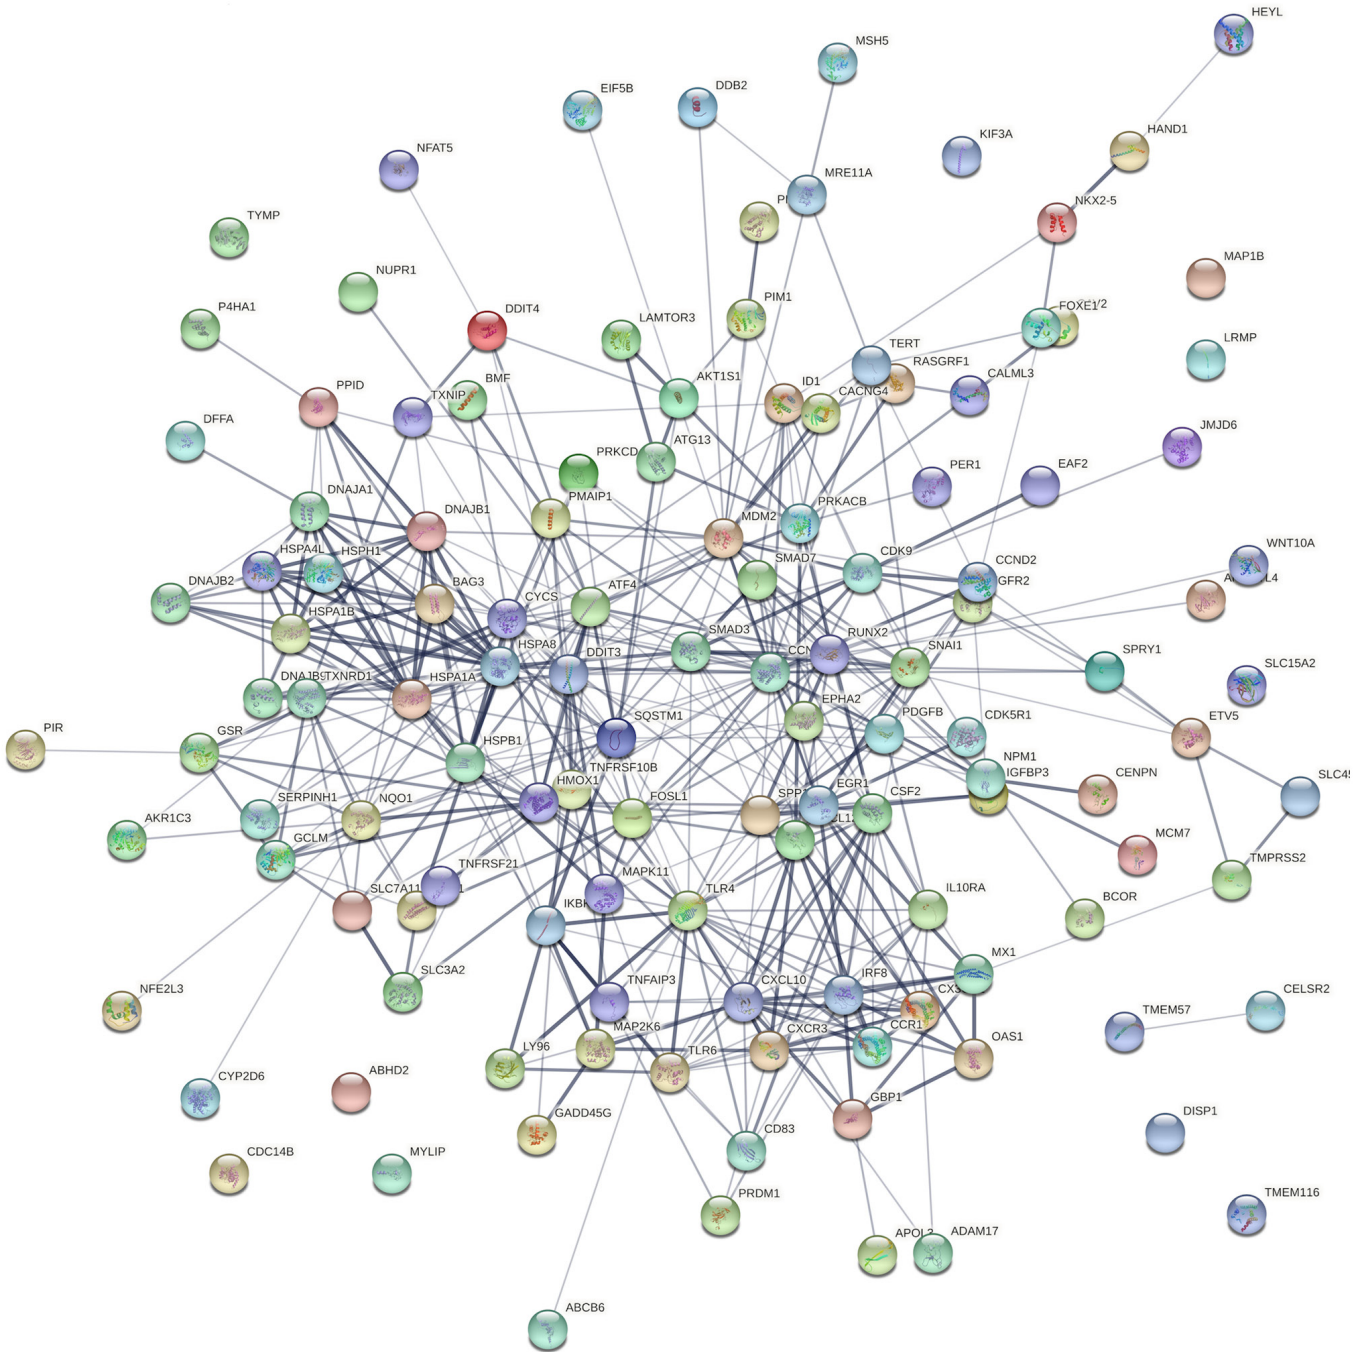 HEYL
MSH5
EIF5B
DDB2
KIF3A
HAND1
NFAT5
MRE11A
NKX2-5
TYMP
MAP1B
NUPR1
P4HA1
DDIT4
LAMTOR3
PIM1
FOXE1
LRMP
TERT
RASGRF1
PPID
TXNIP
BMF
AKT1S1
ID1
CACNG4
CALML3
DFFA
JMJD6
PRKCD
ATG13
PER1
EAF2
DNAJA1
PMAIP1
DNAJB1
MDM2
PRKACB
WNT10A
HSPA4L
HSPH1
SMAD7
CDK9
CCND2
GFR2
DNAJB2
BAG3
CYCS
ATF4
HSPA1B
SMAD3
RUNX2
SNAI1
SPRY1
HSPA8
DDIT3
SLC15A2
DNAJB9
TXNRD1
HSPA1A
EPHA2
SQSTM1
PDGFB
CDK5R1
ETV5
PIR
GSR
HSPB1
NPM1
TNFRSF10B
HMOX1
IGFBP3
CENPN
EGR1
SERPINH1
NQO1
FOSL1
CSF2
AKR1C3
MCM7
GCLM
TNFRSF21
MAPK11
TLR4
TMPRSS2
SLC7A11
IL10RA
BCOR
SLC3A2
MX1
NFE2L3
TNFAIP3
CXCL10
IRF8
CELSR2
TMEM57
MAP2K6
CXCR3
CCR1
OAS1
LY96
TLR6
CYP2D6
ABHD2
GBP1
GADD45G
CD83
DISP1
CDC14B
MYLIP
PRDM1
TMEM116
ADAM17
ABCB6